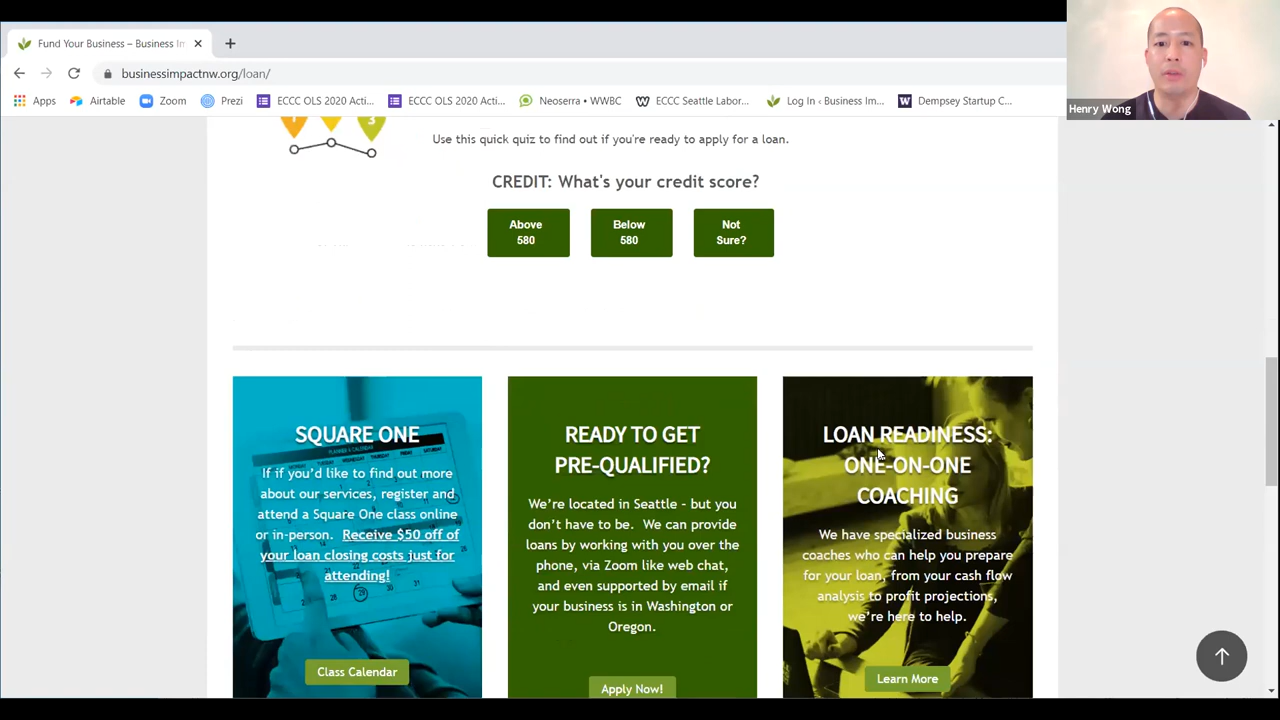 Fund Your Business – Business Im
businessimpactnw.org/loan/
Apps
Airtable
Zoom
Prezi
ECCC OLS 2020 Acti...
ECCC OLS 2020 Acti...
Neoserra • WWBC
ECCC Seattle Labor...
Log In ‹ Business Im...
Dempsey Startup C...
Henry Wong
1
3
Use this quick quiz to find out if you're ready to apply for a loan.
CREDIT: What's your credit score?
Above
580
Below
580
Not
Sure?
SQUARE ONE
If if you'd like to find out more
about our services, register and
attend a Square One class online
or in-person. Receive $50 off of
your loan closing costs just for
attending!
Class Calendar
READY TO GET
PRE-QUALIFIED?
We're located in Seattle – but you
don't have to be. We can provide
loans by working with you over the
phone, via Zoom like web chat,
and even supported by email if
your business is in Washington or
Oregon.
Apply Now!
LOAN READINESS:
ONE-ON-ONE
COACHING
We have specialized business
coaches who can help you prepare
for your loan, from your cash flow
analysis to profit projections,
we're here to help.
Learn More